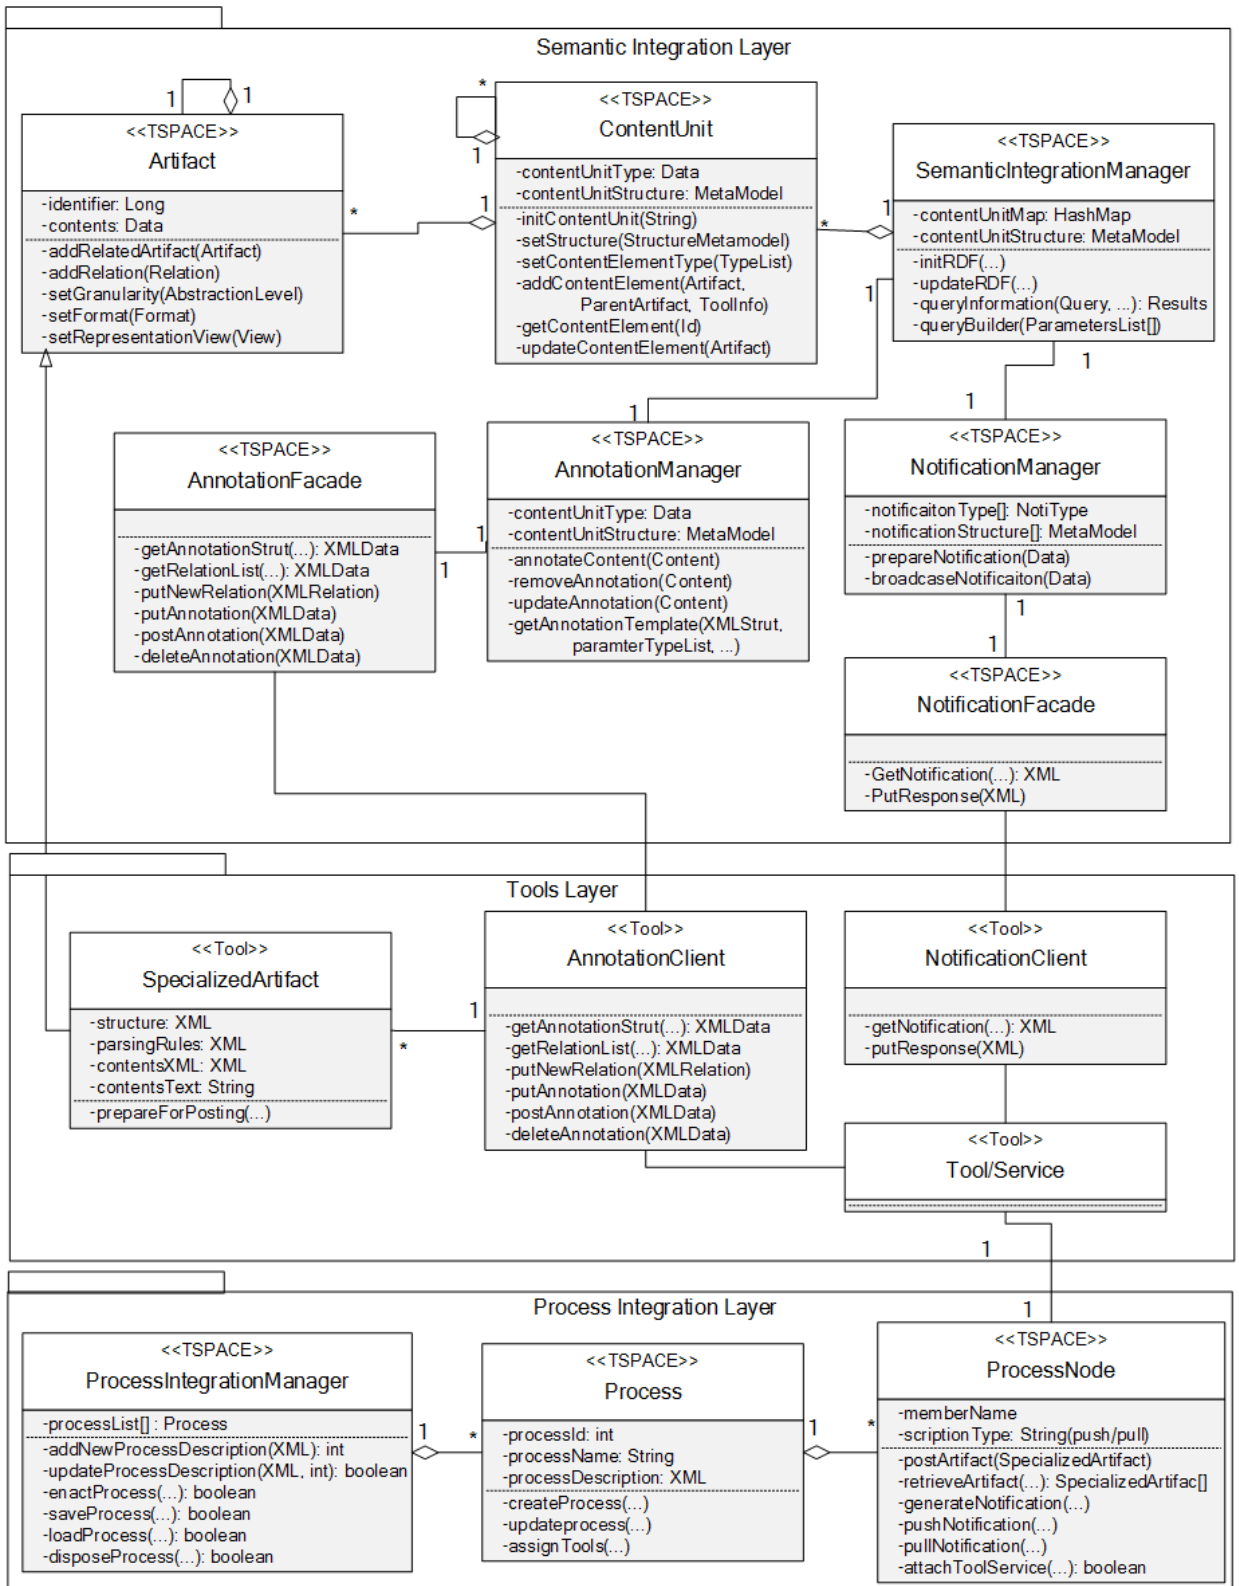 Semantic Integration Layer
1
1
<<TSPACE>>
Artifact
-identifier: Long
-contents: Data
-addRelatedArtifact(Artifact)
-addRelation(Relation)
-setGranularity(AbstractionLevel)
-setFormat(Format)
-setRepresentationView(View)
*
1
*
1
<<TSPACE>>
ContentUnit
-contentUnitType: Data
-contentUnitStructure: MetaModel
-initContentUnit(String)
-setStructure(StructureMetamodel)
-setContentElementType(TypeList)
-addContentElement(Artifact,
ParentArtifact, ToolInfo)
-getContentElement(Id)
-updateContentElement(Artifact)
*
1
<<TSPACE>>
SemanticIntegrationManager
-contentUnitMap: HashMap
-contentUnitStructure: MetaModel
-initRDF(...)
-updateRDF(...)
-queryInformation(Query, ...): Results
-queryBuilder(ParametersList[])
1
1
1
1
<<TSPACE>>
AnnotationFacade
-getAnnotationStrut(...): XMLData
-getRelationList(...): XMLData
-putNewRelation(XMLRelation)
-putAnnotation(XMLData)
-postAnnotation(XMLData)
-deleteAnnotation(XMLData)
1
1
<<TSPACE>>
AnnotationManager
-contentUnitType: Data
-contentUnitStructure: MetaModel
-annotateContent(Content)
-removeAnnotation(Content)
-updateAnnotation(Content)
-getAnnotationTemplate(XMLStrut,
paramterTypeList, ...)
<<TSPACE>>
NotificationManager
-notificaitonType[]: NotiType
-notificationStructure[]: MetaModel
-prepareNotification(Data)
-broadcaseNotificaiton(Data)
1
1
<<TSPACE>>
NotificationFacade
-GetNotification(...): XML
-PutResponse(XML)
Tools Layer
<<Tool>>
SpecializedArtifact
-structure: XML
-parsingRules: XML
-contentsXML: XML
-contentsText: String
-prepareForPosting(...)
1
*
<<Tool>>
AnnotationClient
-getAnnotationStrut(...): XMLData
-getRelationList(...): XMLData
-putNewRelation(XMLRelation)
-putAnnotation(XMLData)
-postAnnotation(XMLData)
-deleteAnnotation(XMLData)
<<Tool>>
NotificationClient
-getNotification(...): XML
-putResponse(XML)
<<Tool>>
Tool/Service
1
1
Process Integration Layer
<<TSPACE>>
ProcessIntegrationManager
-processList[] : Process
-addNewProcessDescription(XML): int
-updateProcessDescription(XML, int): boolean
-enactProcess(...): boolean
-saveProcess(...): boolean
-loadProcess(...): boolean
-disposeProcess(...): boolean
1
*
<<TSPACE>>
Process
-processId: int
-processName: String
-processDescription: XML
-createProcess(...)
-updateprocess(...)
-assignTools(...)
1
*
<<TSPACE>>
ProcessNode
-memberName
-scriptionType: String(push/pull)
-postArtifact(SpecializedArtifact)
-retrieveArtifact(...): SpecializedArtifac[]
-generateNotification(...)
-pushNotification(...)
-pullNotification(...)
-attachToolService(...): boolean